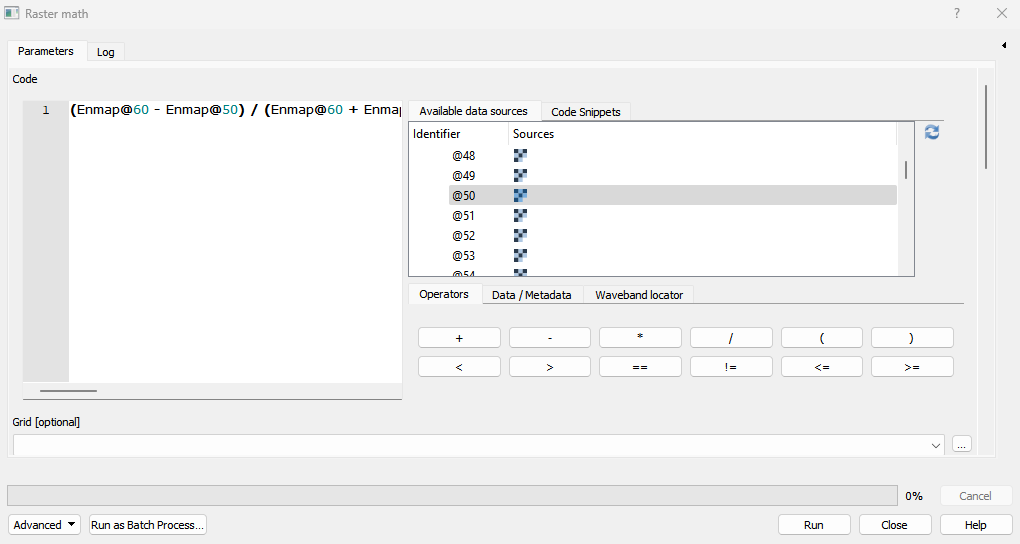 Raster math
?
Parameters
Log
Code
1 (Enmap@60 - Enmap@50) / (Enmap@60 + Enmap
Available data sources
Code Snippets
Identifier Sources
@48
@49
@50
@51
@52
@53
@54
Operators
Data / Metadata
Waveband locator
+ - * / ( )
< > == != <= >=
Grid [optional]
...
0%
Cancel
Advanced
Run as Batch Process...
Run
Close
Help